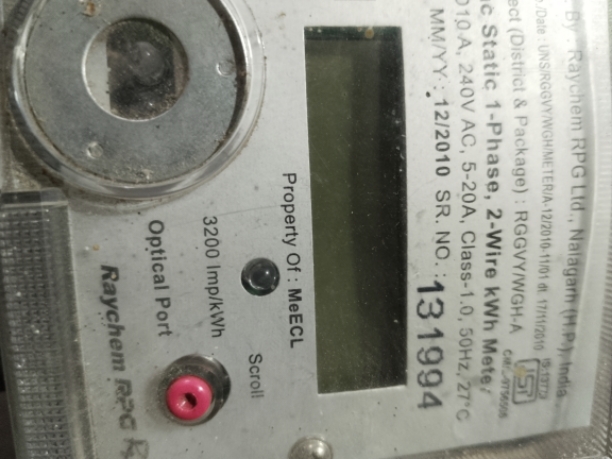 By - Raychem RPG Ltd., Nalagarh (H.P), India
Date : UNS/RGGVY/WGH/METER/A-12/2010-11/01 dt. 17/11/2010
ect (District & Package) : RGGVY/WGH-A
c Static 1-Phase, 2-Wire kWh Meter
010 A, 240V AC, 5-20A, Class-1.0, 50Hz, 27°C
MM/YY : 12/2010 SR. NO. : 131994
Property Of : MeECL
Scroll
3200 Imp/kWh
Optical Port
Raychem RPG